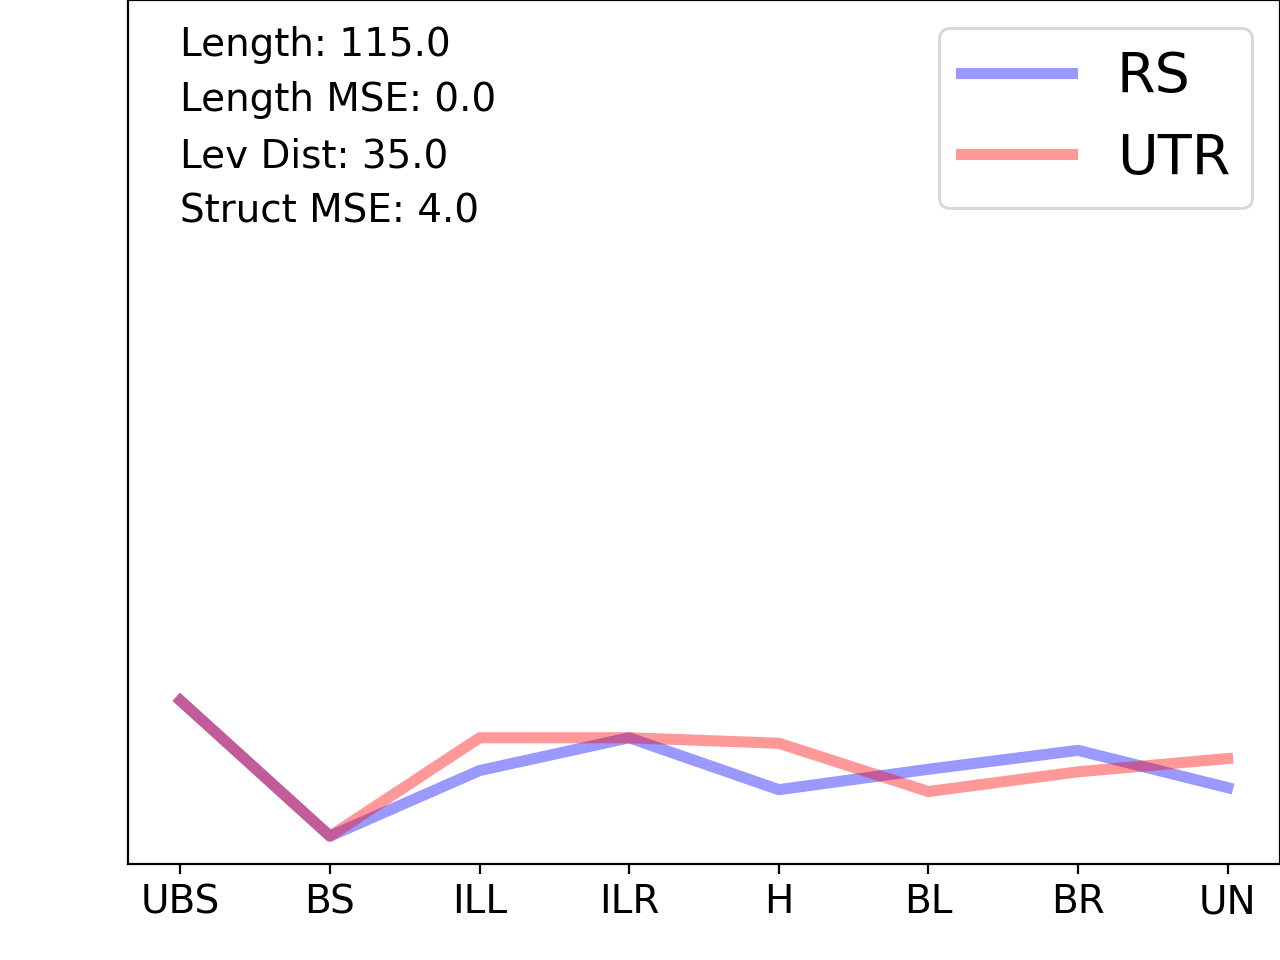 Length: 115.0
Length MSE: 0.0
Lev Dist: 35.0
Struct MSE: 4.0
RS
UTR
UBS BS ILL ILR H BL BR UN